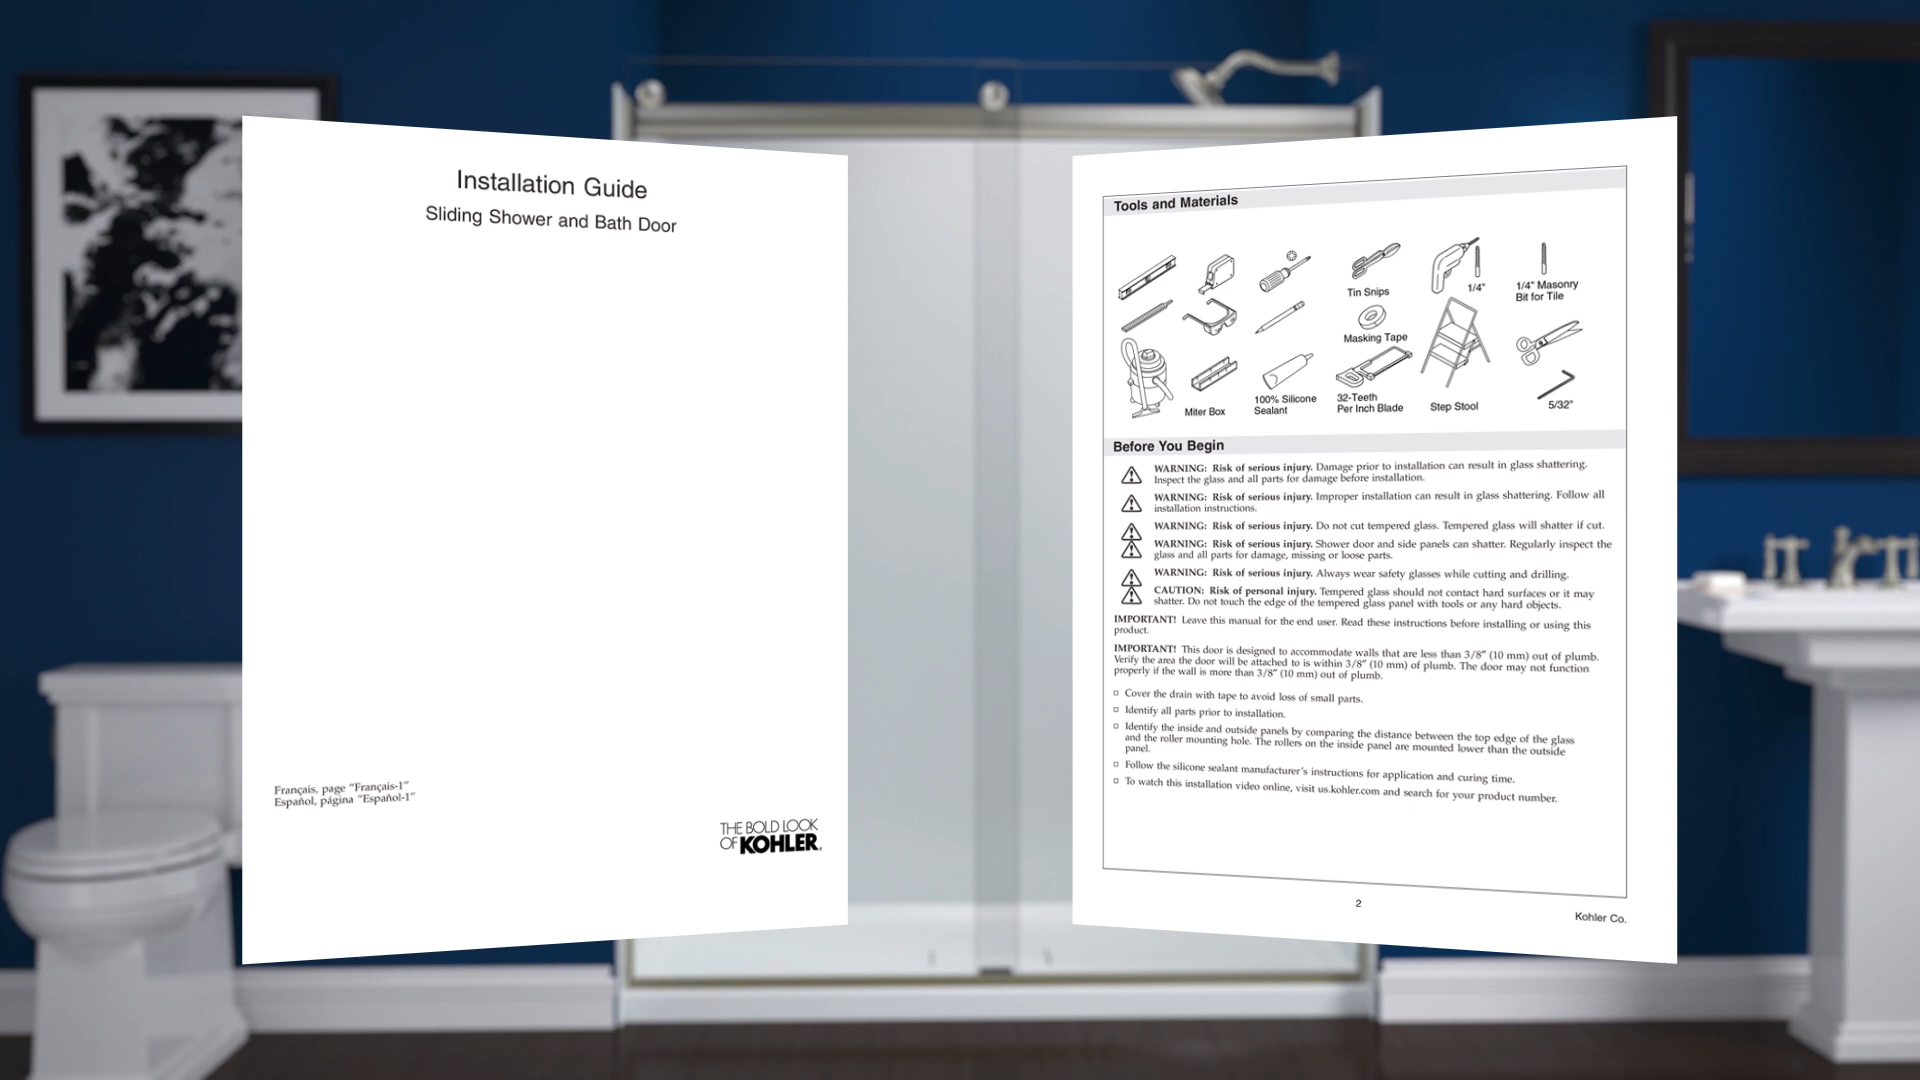 Installation Guide
Sliding Shower and Bath Door
Français, page “Français-1”
Español, página “Español-1”
THE BOLD LOOK
OF KOHLER®
Tools and Materials
Tin Snips
1/4"
1/4" Masonry
Bit for Tile
Masking Tape
Miter Box
100% Silicone
Sealant
32-Teeth
Per Inch Blade
Step Stool
5/32"
Before You Begin
WARNING: Risk of serious injury. Damage prior to installation can result in glass shattering.
Inspect the glass and all parts for damage before installation.
WARNING: Risk of serious injury. Improper installation can result in glass shattering. Follow all
installation instructions.
WARNING: Risk of serious injury. Do not cut tempered glass. Tempered glass will shatter if cut.
WARNING: Risk of serious injury. Shower door and side panels can shatter. Regularly inspect the
glass and all parts for damage, missing or loose parts.
WARNING: Risk of serious injury. Always wear safety glasses while cutting and drilling.
CAUTION: Risk of personal injury. Tempered glass should not contact hard surfaces or it may
shatter. Do not touch the edge of the tempered glass panel with tools or any hard objects.
IMPORTANT! Leave this manual for the end user. Read these instructions before installing or using this
product.
IMPORTANT! This door is designed to accommodate walls that are less than 3/8″ (10 mm) out of plumb.
Verify the area the door will be attached to is within 3/8″ (10 mm) of plumb. The door may not function
properly if the wall is more than 3/8″ (10 mm) out of plumb.
Cover the drain with tape to avoid loss of small parts.
Identify all parts prior to installation.
Identify the inside and outside panels by comparing the distance between the top edge of the glass
and the roller mounting hole. The rollers on the inside panel are mounted lower than the outside
panel.
Follow the silicone sealant manufacturer’s instructions for application and curing time.
To watch this installation video online, visit us.kohler.com and search for your product number.
2
Kohler Co.